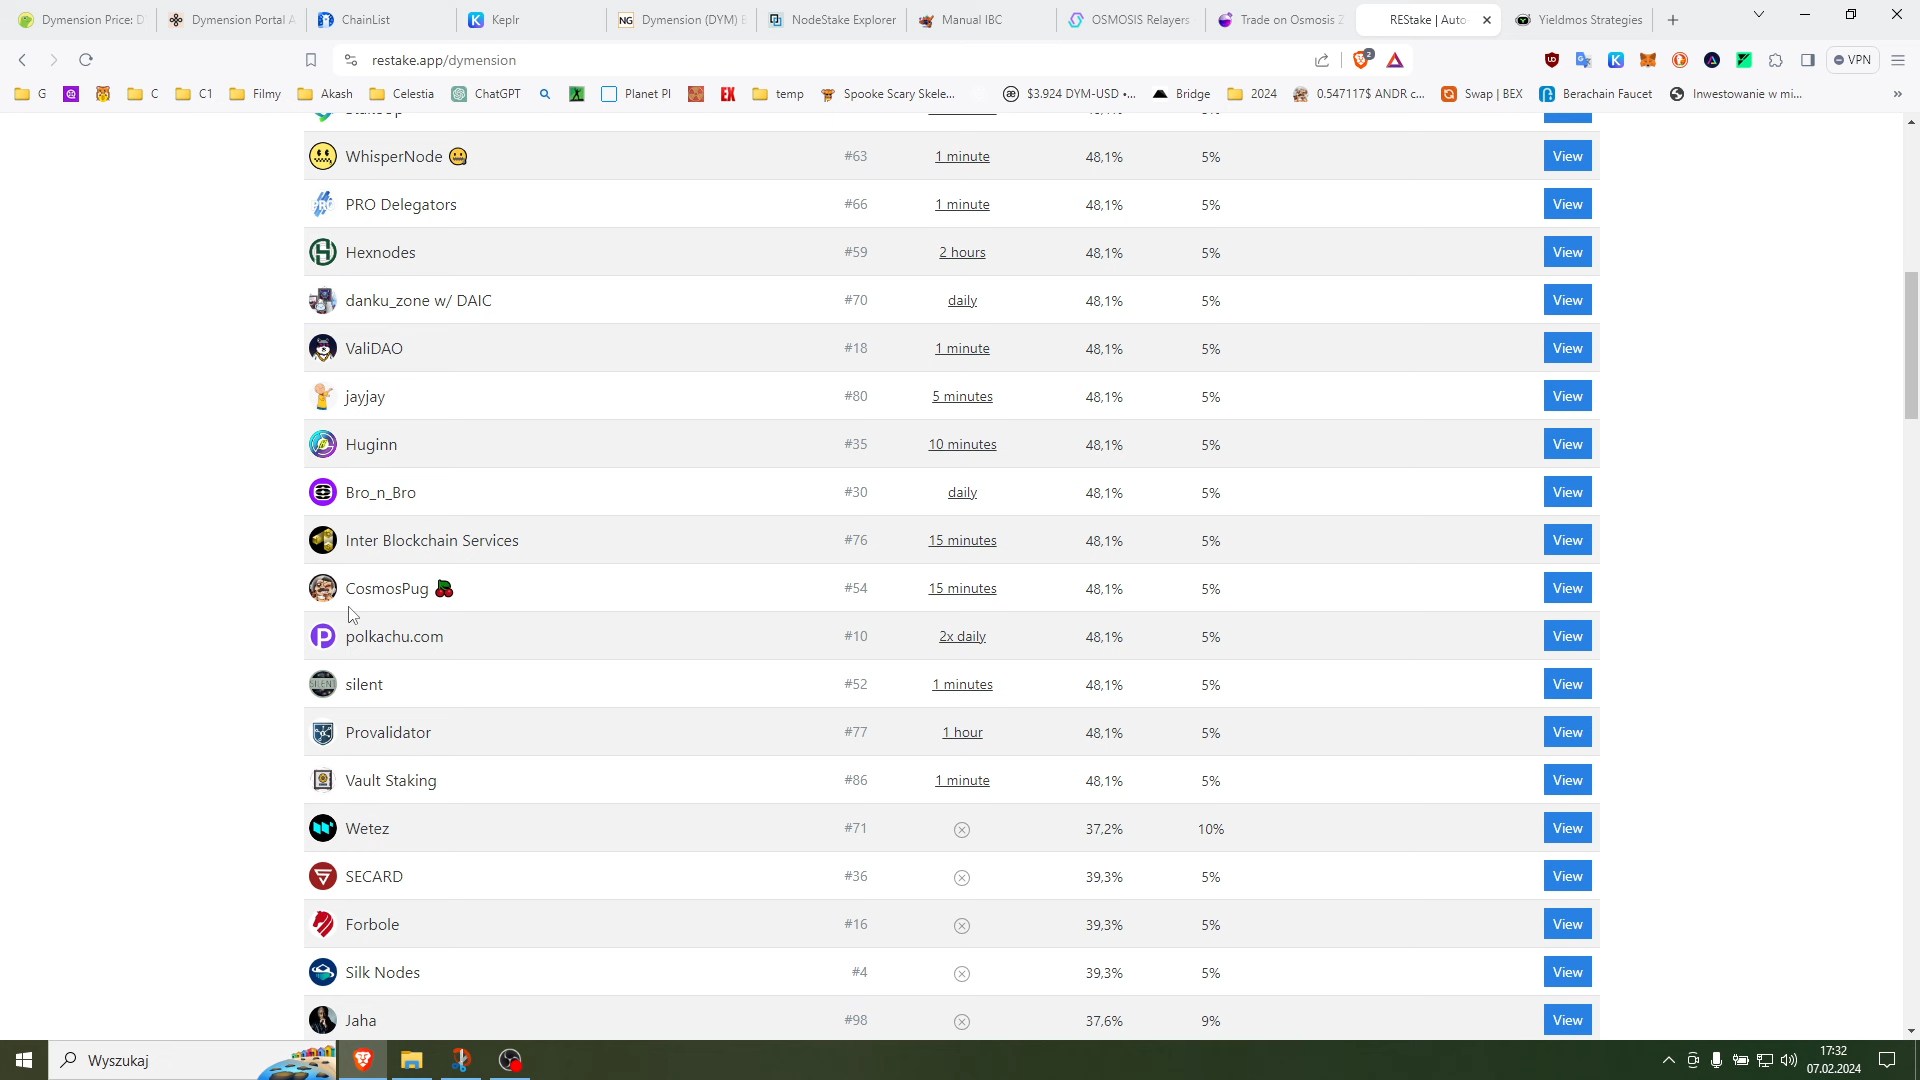 Dymension Price: D
Dymension Portal A
ChainList
Keplr
NG Dymension (DYM) E
NodeStake Explorer
Manual IBC
OSMOSIS Relayers
Trade on Osmosis Z
REStake | Auto-
Yieldmos Strategies
restake.app/dymension
2
VPN
G
C
C1
Filmy
Akash
Celestia
ChatGPT
Planet PI
EX
temp
Spooke Scary Skele...
$3.924 DYM-USD •...
Bridge
2024
0.547117$ ANDR c...
Swap | BEX
Berachain Faucet
Inwestowanie w mi...
WhisperNode 🤐 #63 1 minute 48,1% 5% View
PRO Delegators #66 1 minute 48,1% 5% View
Hexnodes #59 2 hours 48,1% 5% View
danku_zone w/ DAIC #70 daily 48,1% 5% View
ValiDAO #18 1 minute 48,1% 5% View
jayjay #80 5 minutes 48,1% 5% View
Huginn #35 10 minutes 48,1% 5% View
Bro_n_Bro #30 daily 48,1% 5% View
Inter Blockchain Services #76 15 minutes 48,1% 5% View
CosmosPug 🍒 #54 15 minutes 48,1% 5% View
polkachu.com #10 2x daily 48,1% 5% View
silent #52 1 minutes 48,1% 5% View
Provalidator #77 1 hour 48,1% 5% View
Vault Staking #86 1 minute 48,1% 5% View
Wetez #71 37,2% 10% View
SECARD #36 39,3% 5% View
Forbole #16 39,3% 5% View
Silk Nodes #4 39,3% 5% View
Jaha #98 37,6% 9% View
Wyszukaj
17:32
07.02.2024